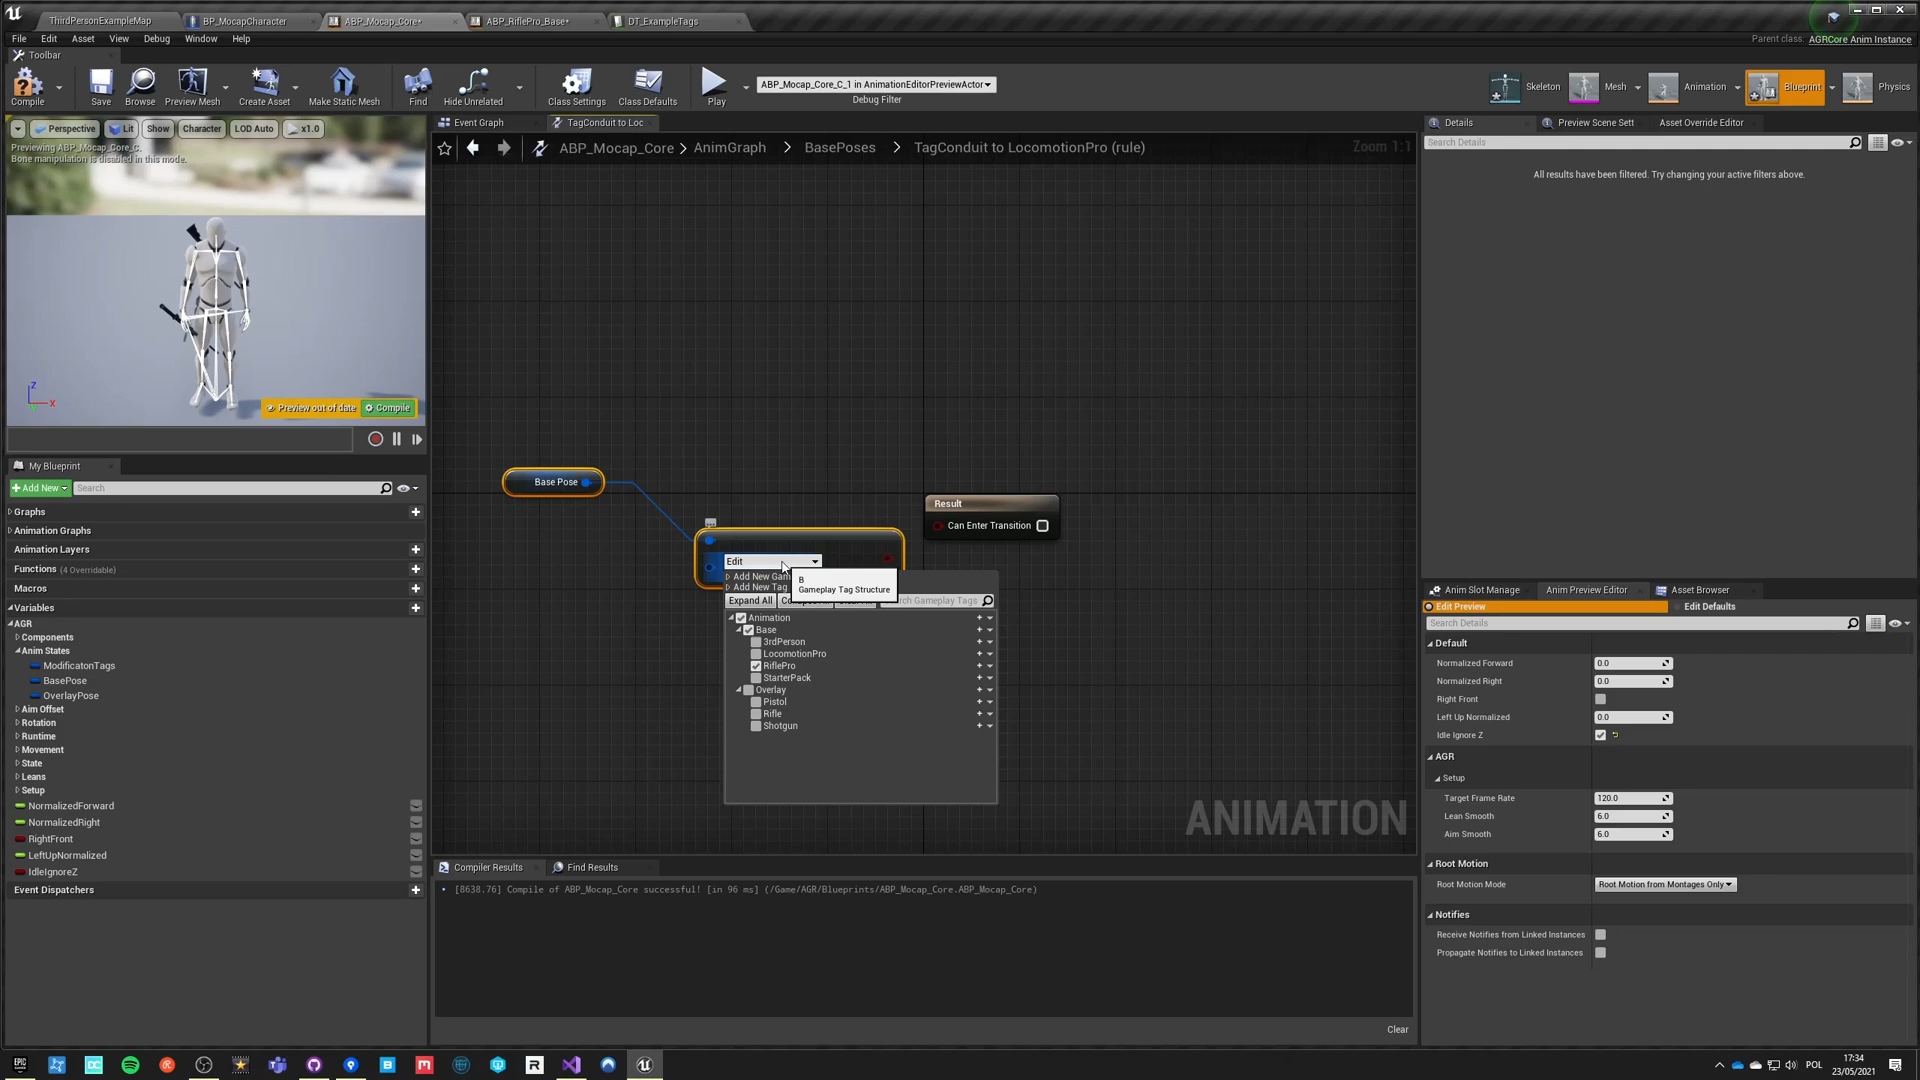 ThirdPersonExampleMap
BP_MocapCharacter
ABP_Mocap_Core*
ABP_RiflePro_Base*
DT_ExampleTags
File Edit Asset View Debug Window Help
Parent class: AGRCore Anim Instance
Toolbar
Compile
Save
Browse
Preview Mesh
Create Asset
Make Static Mesh
Find
Hide Unrelated
Class Settings
Class Defaults
Play
ABP_Mocap_Core_C_1 in AnimationEditorPreviewActor
Debug Filter
Skeleton
Mesh
Animation
Blueprint
Physics
Perspective Lit Show Character LOD Auto x1.0
Previewing ABP_Mocap_Core_C.
Bone manipulation is disabled in this mode.
Z
X
Preview out of date Compile
Event Graph
TagConduit to Loc
ABP_Mocap_Core > AnimGraph > BasePoses > TagConduit to LocomotionPro (rule)
Zoom 1:1
Base Pose
Result
Can Enter Transition
Edit
Add New Gam
Add New Tag
B
Gameplay Tag Structure
Expand All
rch Gameplay Tags
Animation
Base
3rdPerson
LocomotionPro
RiflePro
StarterPack
Overlay
Pistol
Rifle
Shotgun
ANIMATION
My Blueprint
Add New Search
Graphs
Animation Graphs
Animation Layers
Functions (4 Overridable)
Macros
Variables
AGR
Components
Anim States
ModificatonTags
BasePose
OverlayPose
Aim Offset
Rotation
Runtime
Movement
State
Leans
Setup
NormalizedForward
NormalizedRight
RightFront
LeftUpNormalized
IdleIgnoreZ
Event Dispatchers
Compiler Results
Find Results
[8638.76] Compile of ABP_Mocap_Core successful! [in 96 ms] (/Game/AGR/Blueprints/ABP_Mocap_Core.ABP_Mocap_Core)
Clear
Details
Preview Scene Sett
Asset Override Editor
Search Details
All results have been filtered. Try changing your active filters above.
Anim Slot Manage
Anim Preview Editor
Asset Browser
Edit Preview
Edit Defaults
Search Details
Default
Normalized Forward 0.0
Normalized Right 0.0
Right Front
Left Up Normalized 0.0
Idle Ignore Z
AGR
Setup
Target Frame Rate 120.0
Lean Smooth 6.0
Aim Smooth 6.0
Root Motion
Root Motion Mode Root Motion from Montages Only
Notifies
Receive Notifies from Linked Instances
Propagate Notifies to Linked Instances
POL
17:34
23/05/2021